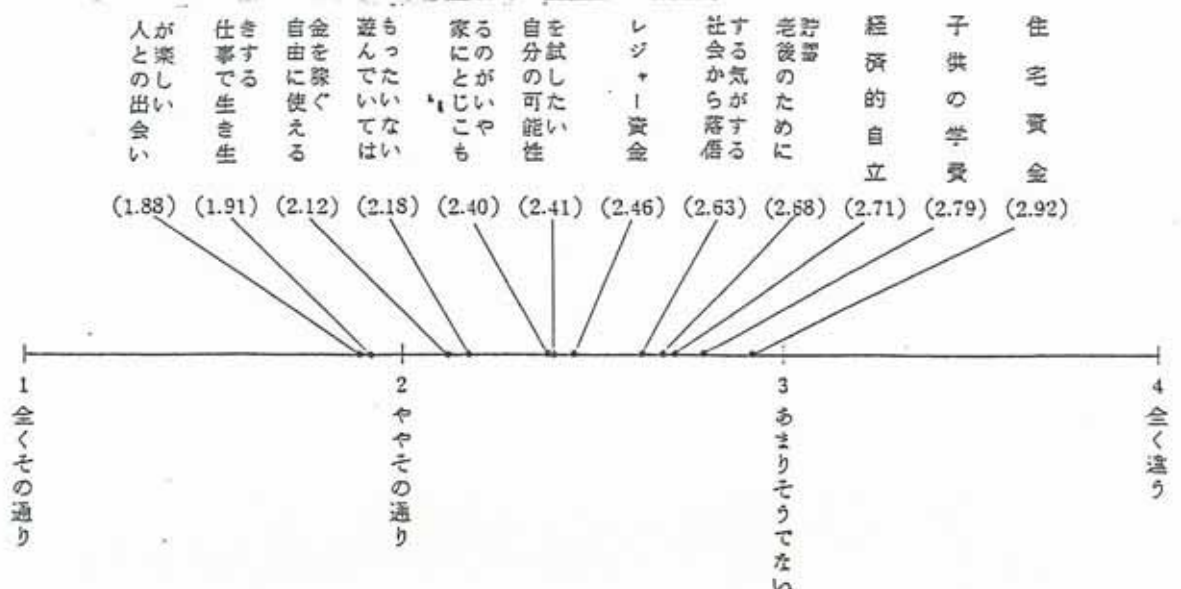 人との出会い
が楽しい
(1.88)
仕事で生き生
きする
(1.91)
自由に使える
金を稼ぐ
(2.12)
遊んでいては
もったいない
(2.18)
家にとじこも
るのがいや
(2.40)
自分の可能性
を試したい
(2.41)
レジャー資金
(2.46)
社会から落伍
する気がする
(2.63)
老後のために
貯蓄
(2.68)
経済的自立
(2.71)
子供の学費
(2.79)
住宅資金
(2.92)
1
全くその通り
2
ややその通り
3
あまりそうでない
4
全く違う